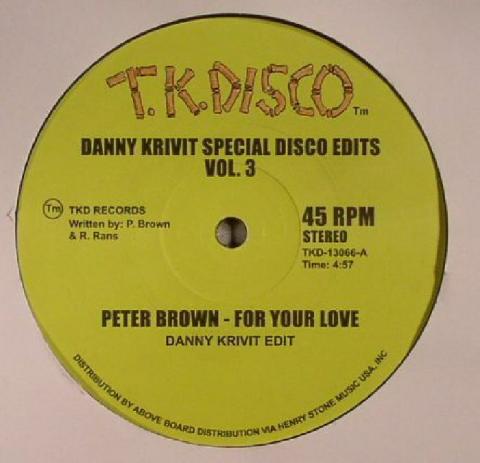 T.K.DISCO Tm
DANNY KRIVIT SPECIAL DISCO EDITS
VOL. 3
Tm TKD RECORDS
Written by: P. Brown
& R. Rans
45 RPM
STEREO
TKD-13066-A
Time: 4:57
PETER BROWN - FOR YOUR LOVE
DANNY KRIVIT EDIT
DISTRIBUTION BY ABOVE BOARD DISTRIBUTION VIA HENRY STONE MUSIC USA, INC